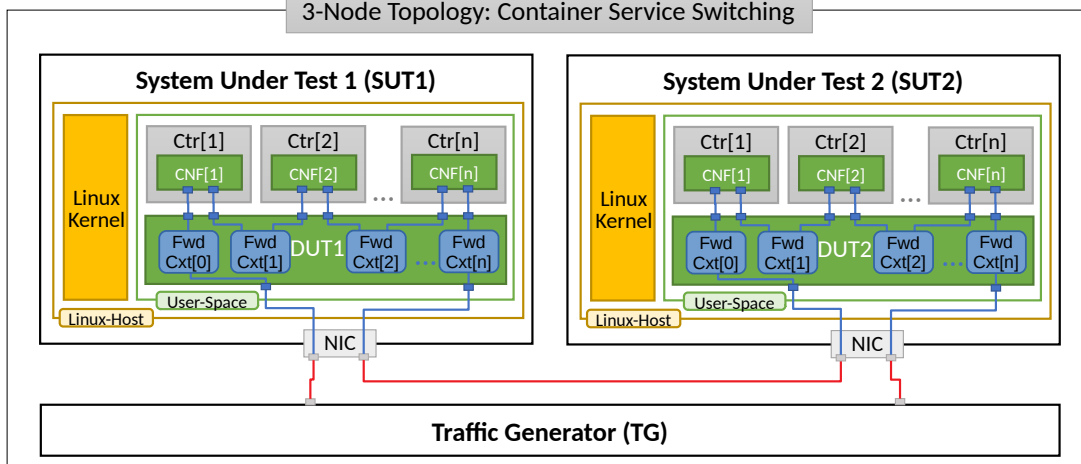 3-Node Topology: Container Service Switching
System Under Test 1 (SUT1)
Linux
Kernel
Ctr[1]
CNF[1]
Ctr[2]
CNF[2]
...
Ctr[n]
CNF[n]
DUT1
Fwd
Cxt[0]
Fwd
Cxt[1]
Fwd
Cxt[2]
...
Fwd
Cxt[n]
User-Space
Linux-Host
NIC
System Under Test 2 (SUT2)
Linux
Kernel
Ctr[1]
CNF[1]
Ctr[2]
CNF[2]
...
Ctr[n]
CNF[n]
DUT2
Fwd
Cxt[0]
Fwd
Cxt[1]
Fwd
Cxt[2]
...
Fwd
Cxt[n]
User-Space
Linux-Host
NIC
Traffic Generator (TG)